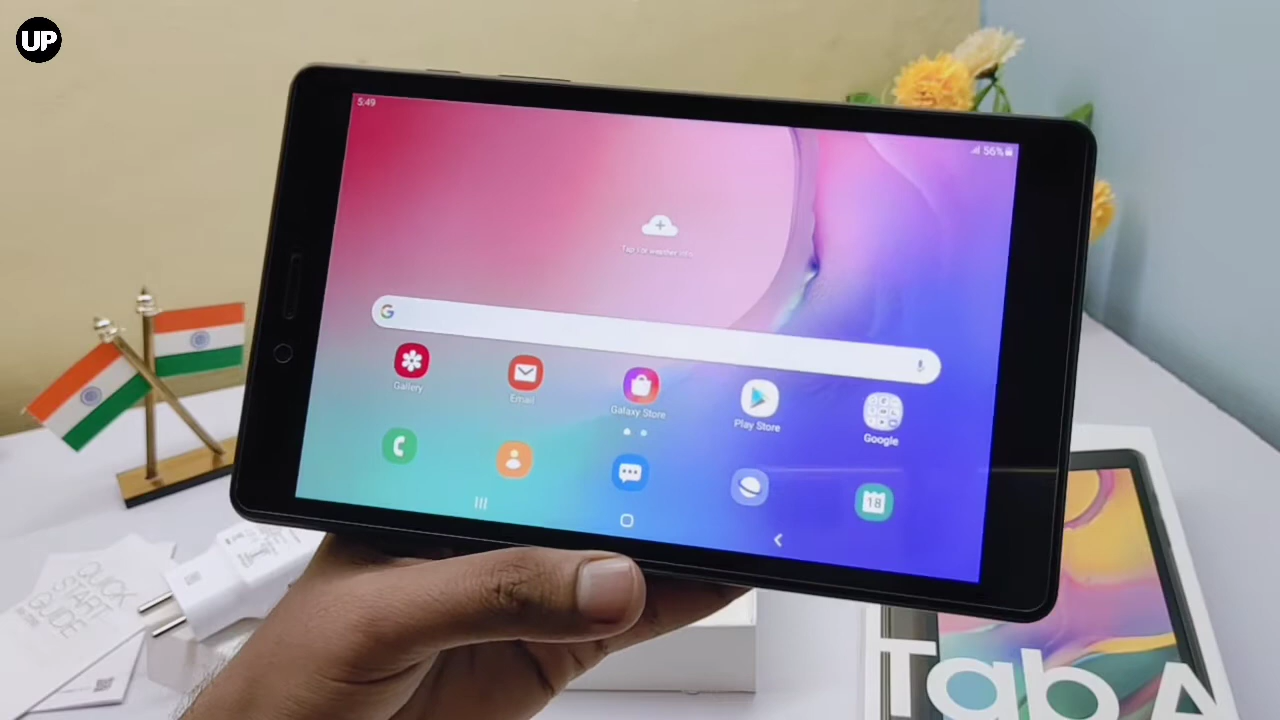 UP
5:49
56%
Tap for weather info
G
Gallery
Email
Galaxy Store
Play Store
Google
18
QUICK
START
GUIDE
Tab A